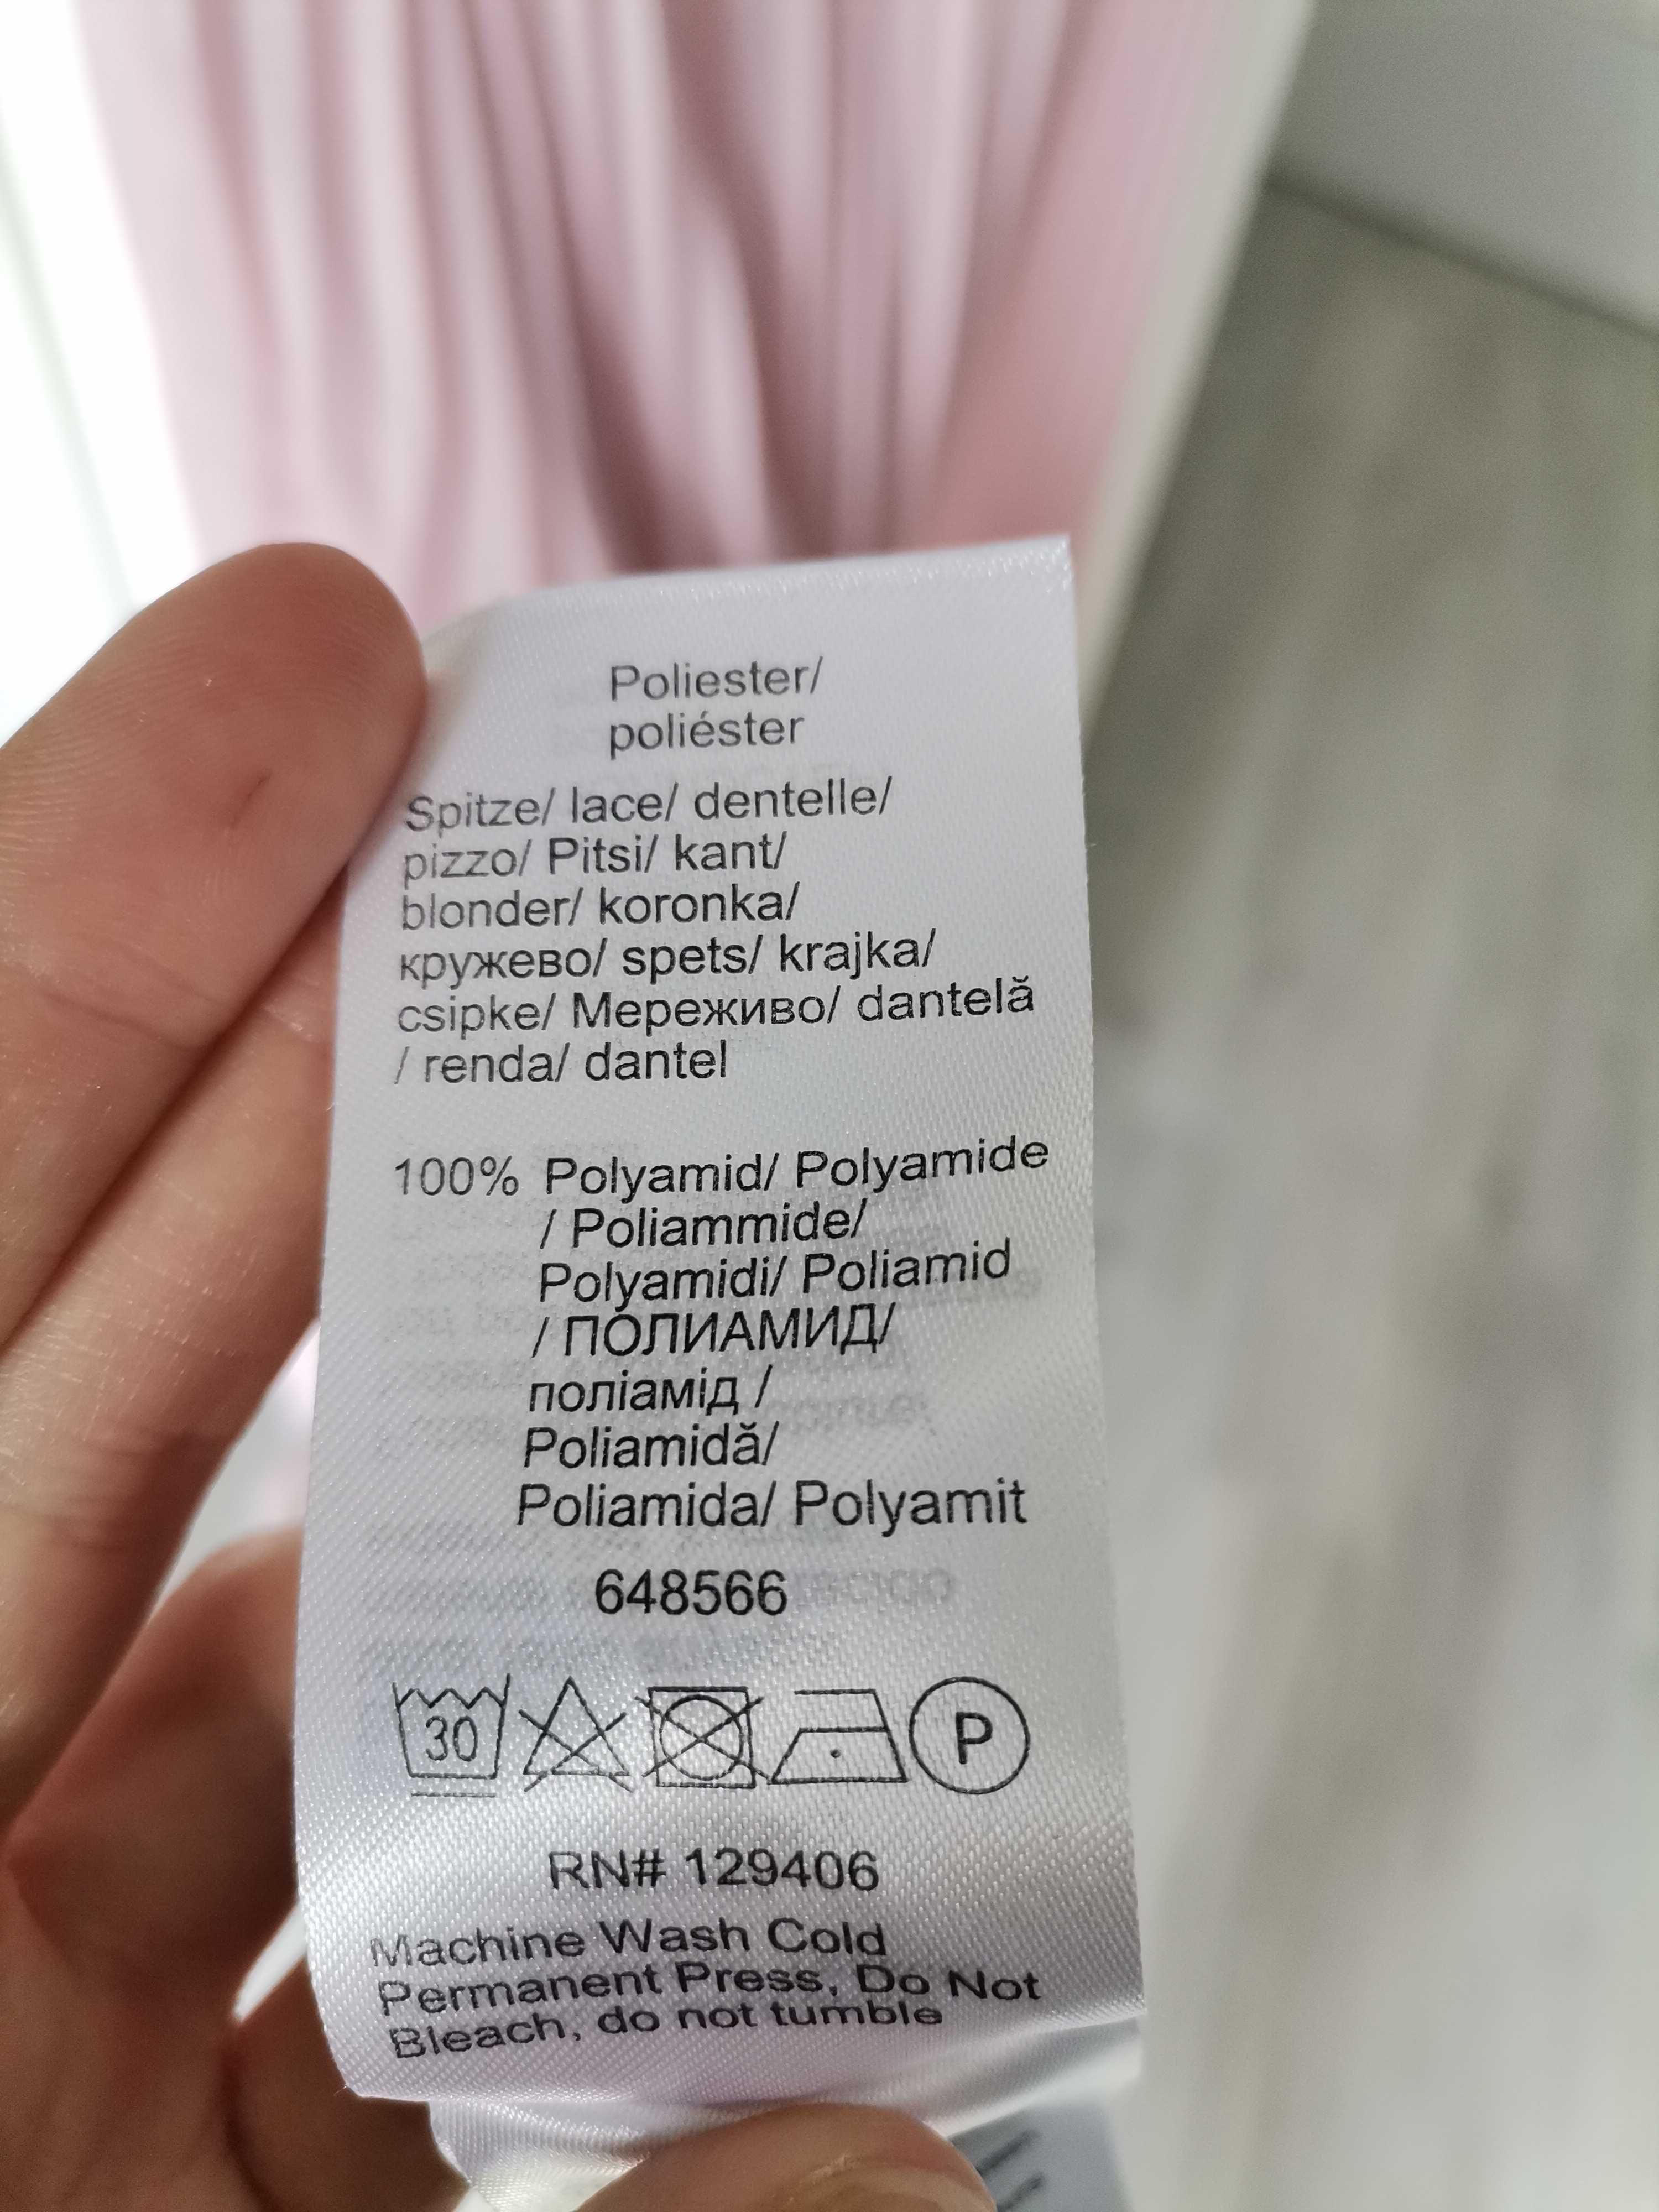 Poliester/
poliéster
Spitze/ lace/ dentelle/
pizzo/ Pitsi/ kant/
blonder/ koronka/
кружево/ spets/ krajka/
csipke/ Мереживо/ dantelă
/ renda/ dantel
100% Polyamid/ Polyamide
/ Poliammide/
Polyamidi/ Poliamid
/ ПОЛИАМИД/
поліамід /
Poliamidă/
Poliamida/ Polyamit
648566
30 P
RN# 129406
Machine Wash Cold
Permanent Press, Do Not
Bleach, do not tumble